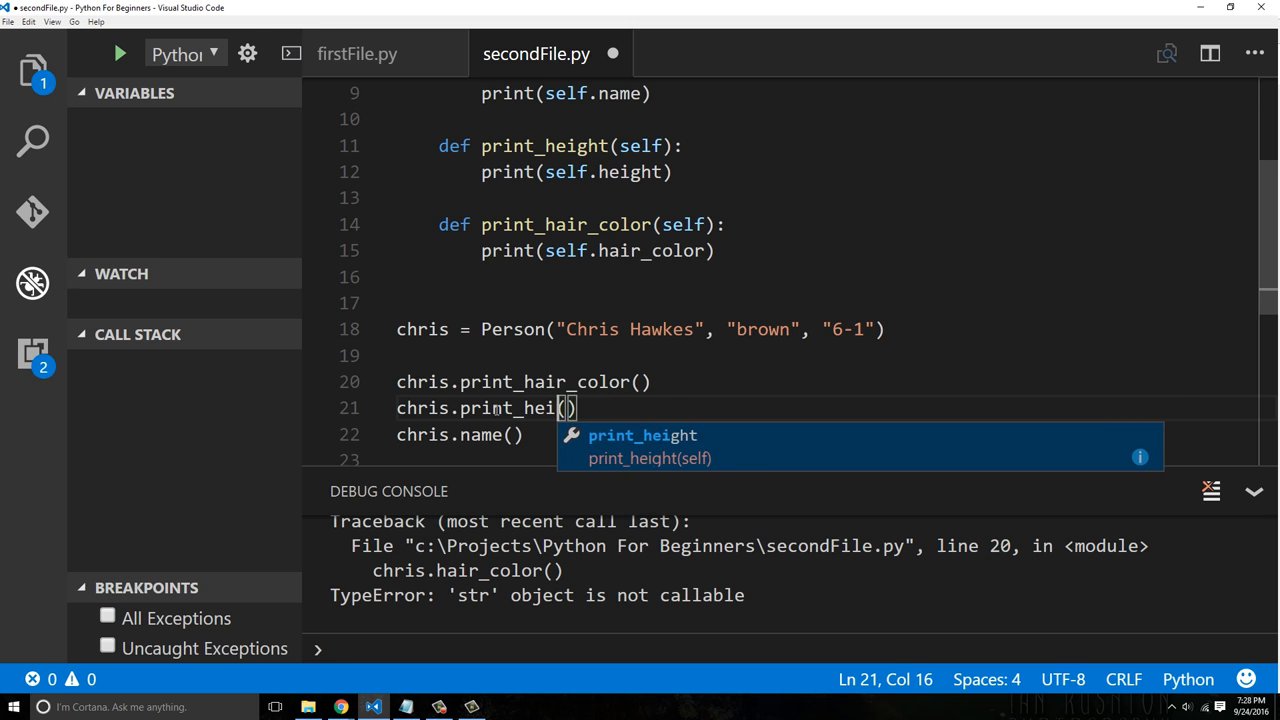 ● secondFile.py - Python For Beginners - Visual Studio Code
File Edit View Go Help
Python
firstFile.py
secondFile.py
1
2
VARIABLES
WATCH
CALL STACK
BREAKPOINTS
All Exceptions
Uncaught Exceptions
9 print(self.name)
10
11 def print_height(self):
12 print(self.height)
13
14 def print_hair_color(self):
15 print(self.hair_color)
16
17
18 chris = Person("Chris Hawkes", "brown", "6-1")
19
20 chris.print_hair_color()
21 chris.print_hei()
22 chris.name()
23
print_height
print_height(self)
DEBUG CONSOLE
Traceback (most recent call last):
File "c:\Projects\Python For Beginners\secondFile.py", line 20, in <module>
chris.hair_color()
TypeError: 'str' object is not callable
0 0
Ln 21, Col 16 Spaces: 4 UTF-8 CRLF Python
I'm Cortana. Ask me anything.
7:28 PM
9/24/2016